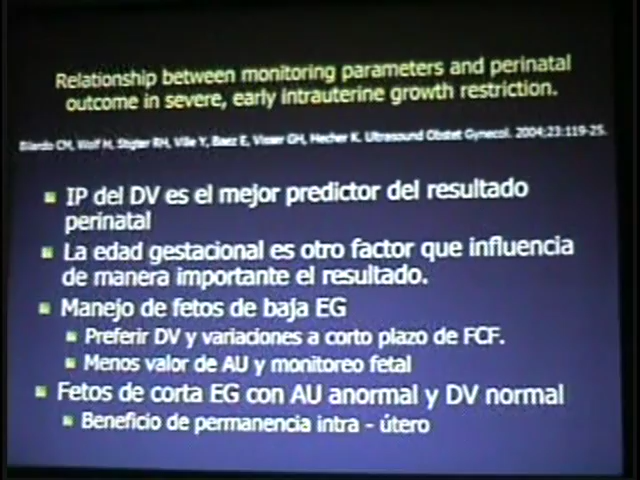 Relationship between monitoring parameters and perinatal
outcome in severe, early intrauterine growth restriction.
Bilardo CM, Wolf H, Stigter RH, Ville Y, Baez E, Visser GH, Hecher K. Ultrasound Obstet Gynecol. 2004;23:119-25.
IP del DV es el mejor predictor del resultado
perinatal
La edad gestacional es otro factor que influencia
de manera importante el resultado.
Manejo de fetos de baja EG
Preferir DV y variaciones a corto plazo de FCF.
Menos valor de AU y monitoreo fetal
Fetos de corta EG con AU anormal y DV normal
Beneficio de permanencia intra - útero